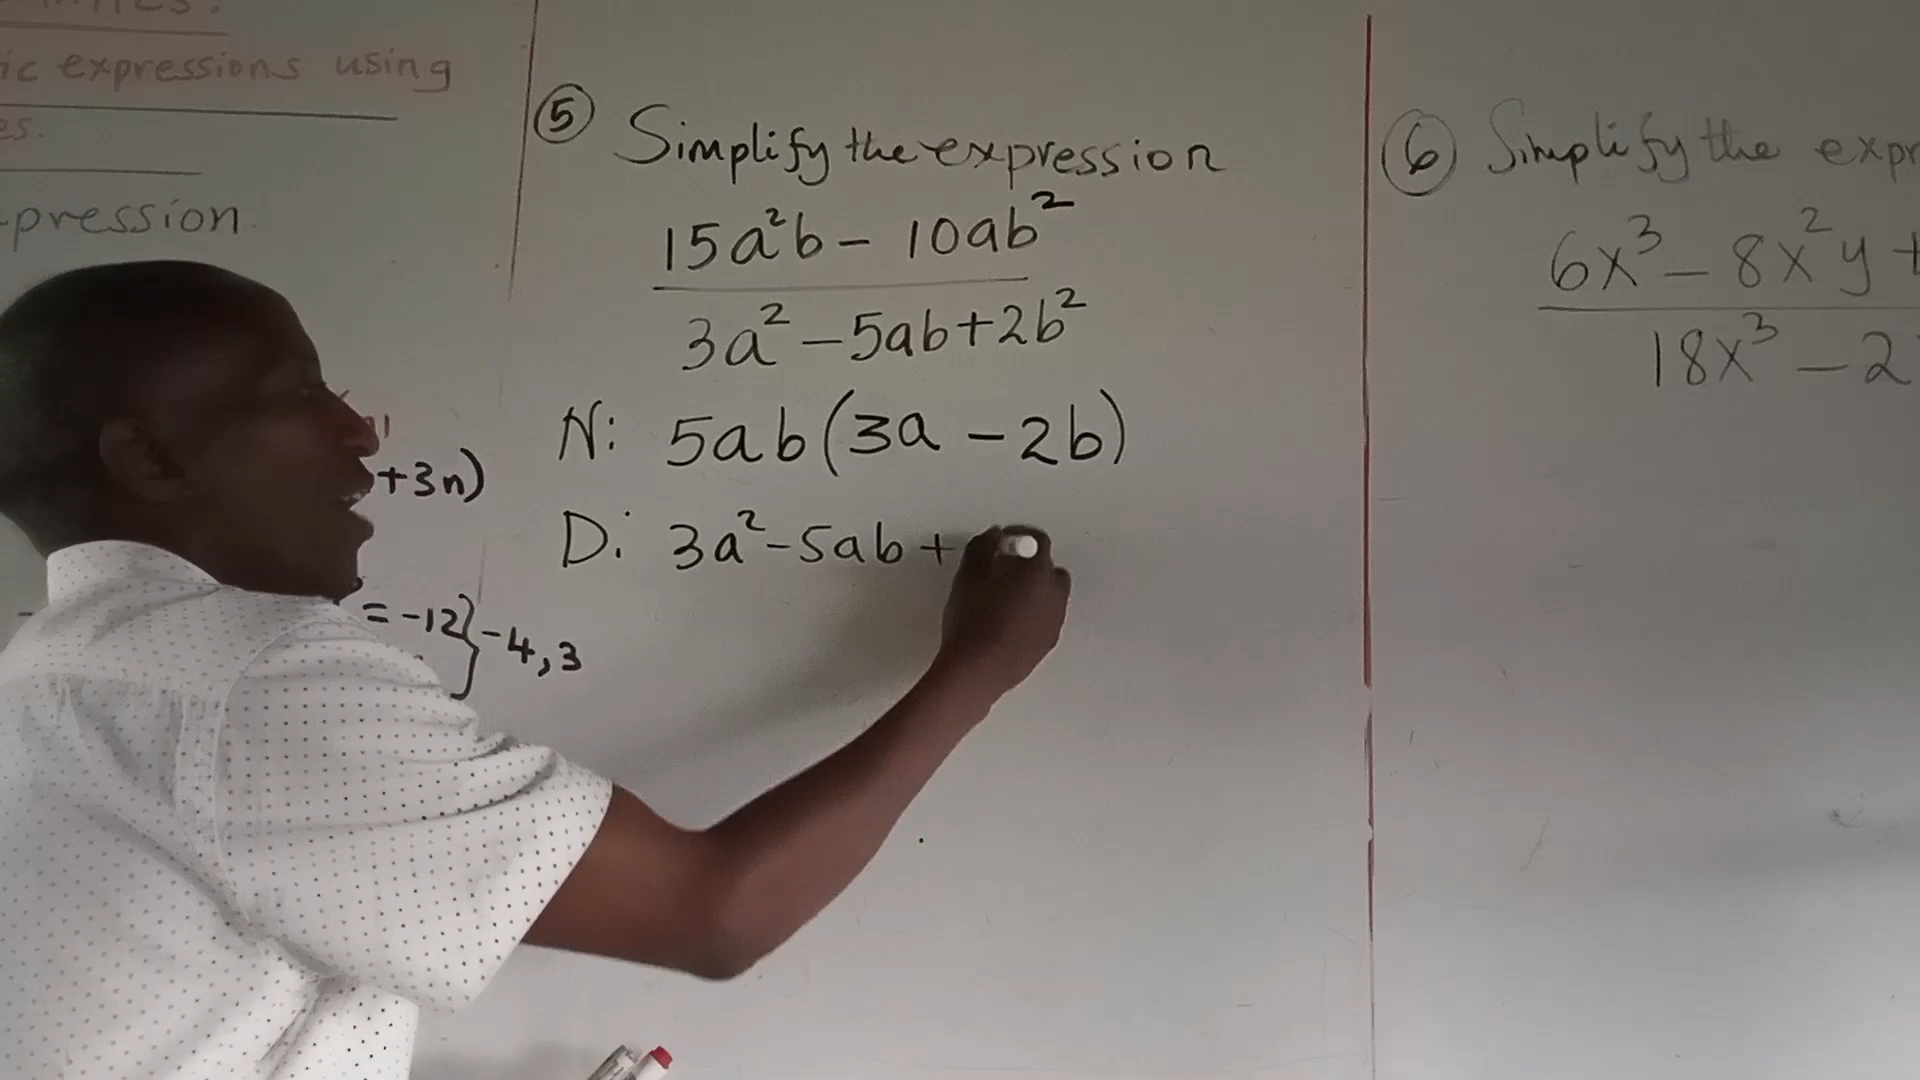 ic expressions using
es.
pression.
+3n)
= -12} -4, 3
⑤ Simplify the expression
15a²b - 10ab²
3a² - 5ab + 2b²
N: 5ab(3a - 2b)
D: 3a² - 5ab +
⑥ Simplify the expr
6x³ - 8x²y +
18x³ - 2